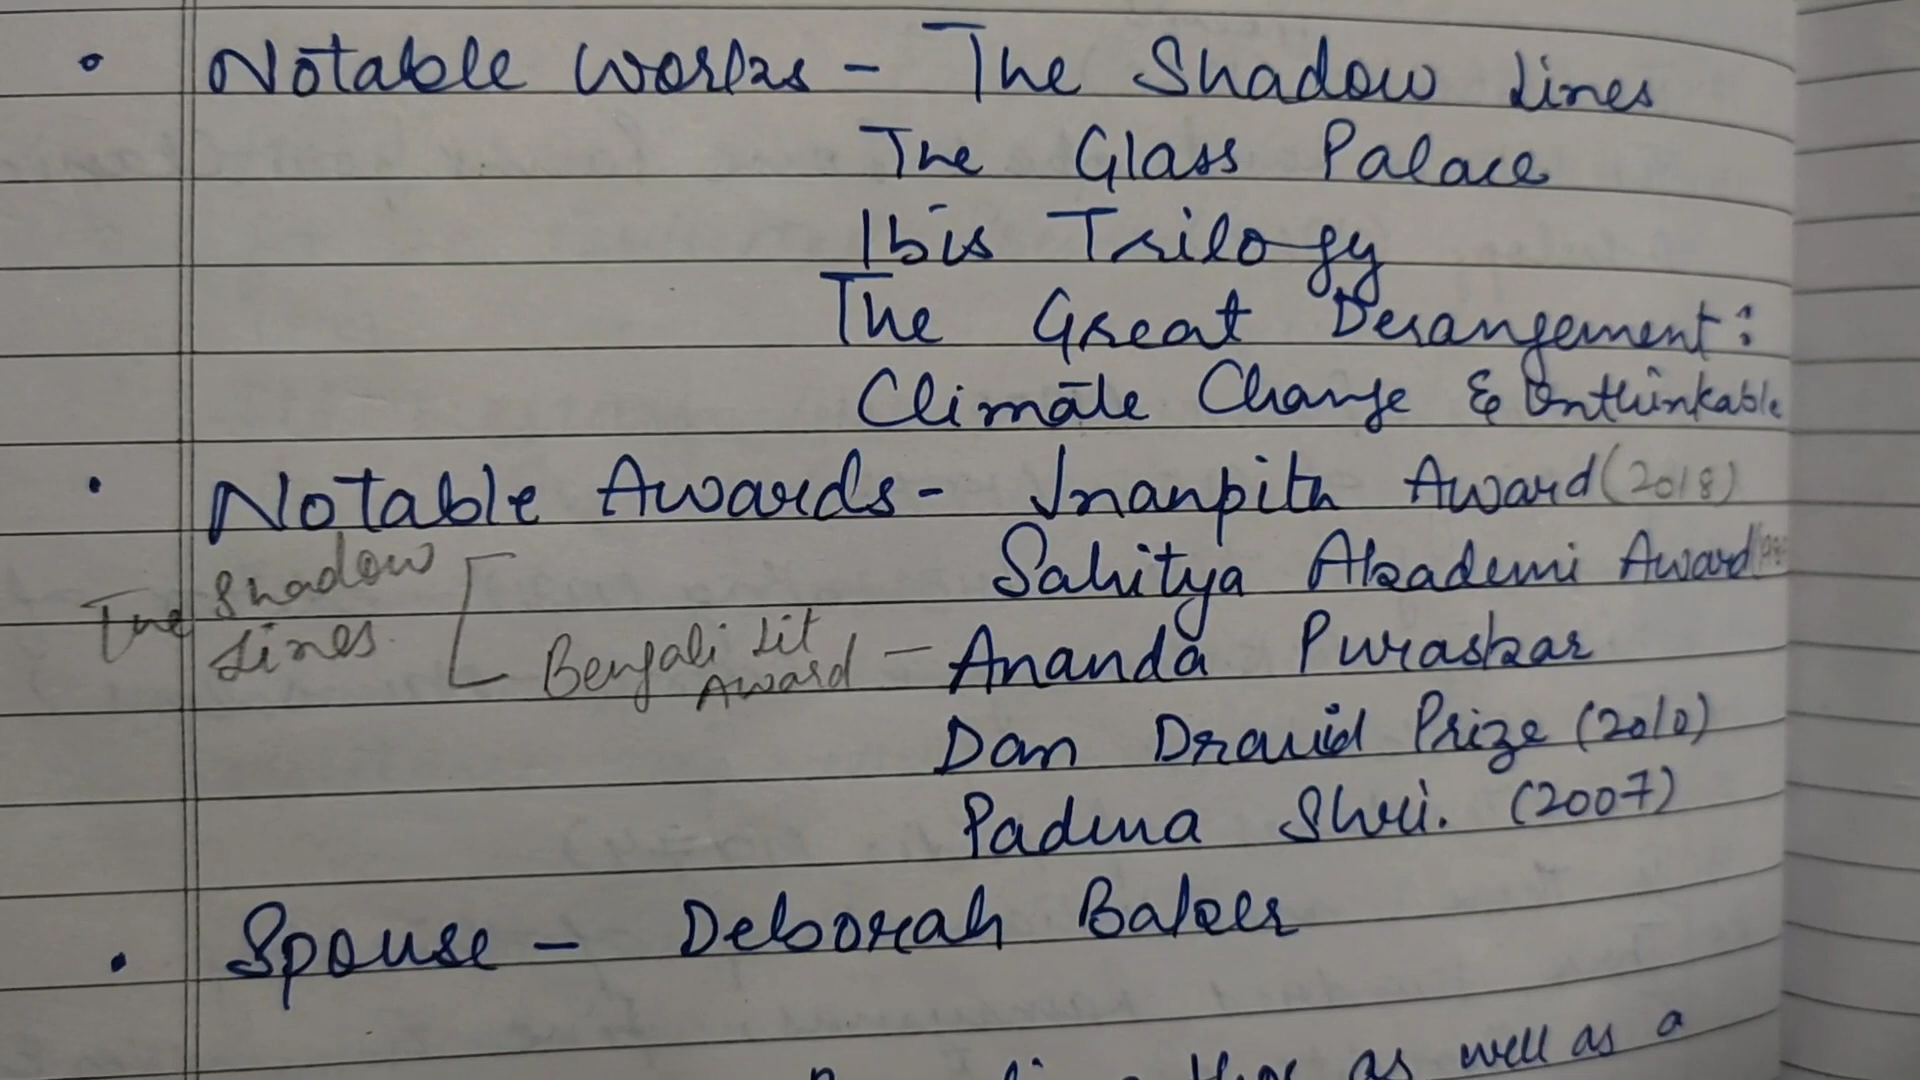 • Notable Works - The Shadow Lines
The Glass Palace
Ibis Trilogy
The Great Derangement:
Climate Change & Unthinkable
• Notable Awards - Jnanpith Award (2018)
Sahitya Akademi Award
The Shadow Lines [ Bengali Lit Award - Ananda Puraskar
Dan Dravid Prize (2010)
Padma Shri. (2007)
• Spouse - Deborah Baker
as well as a